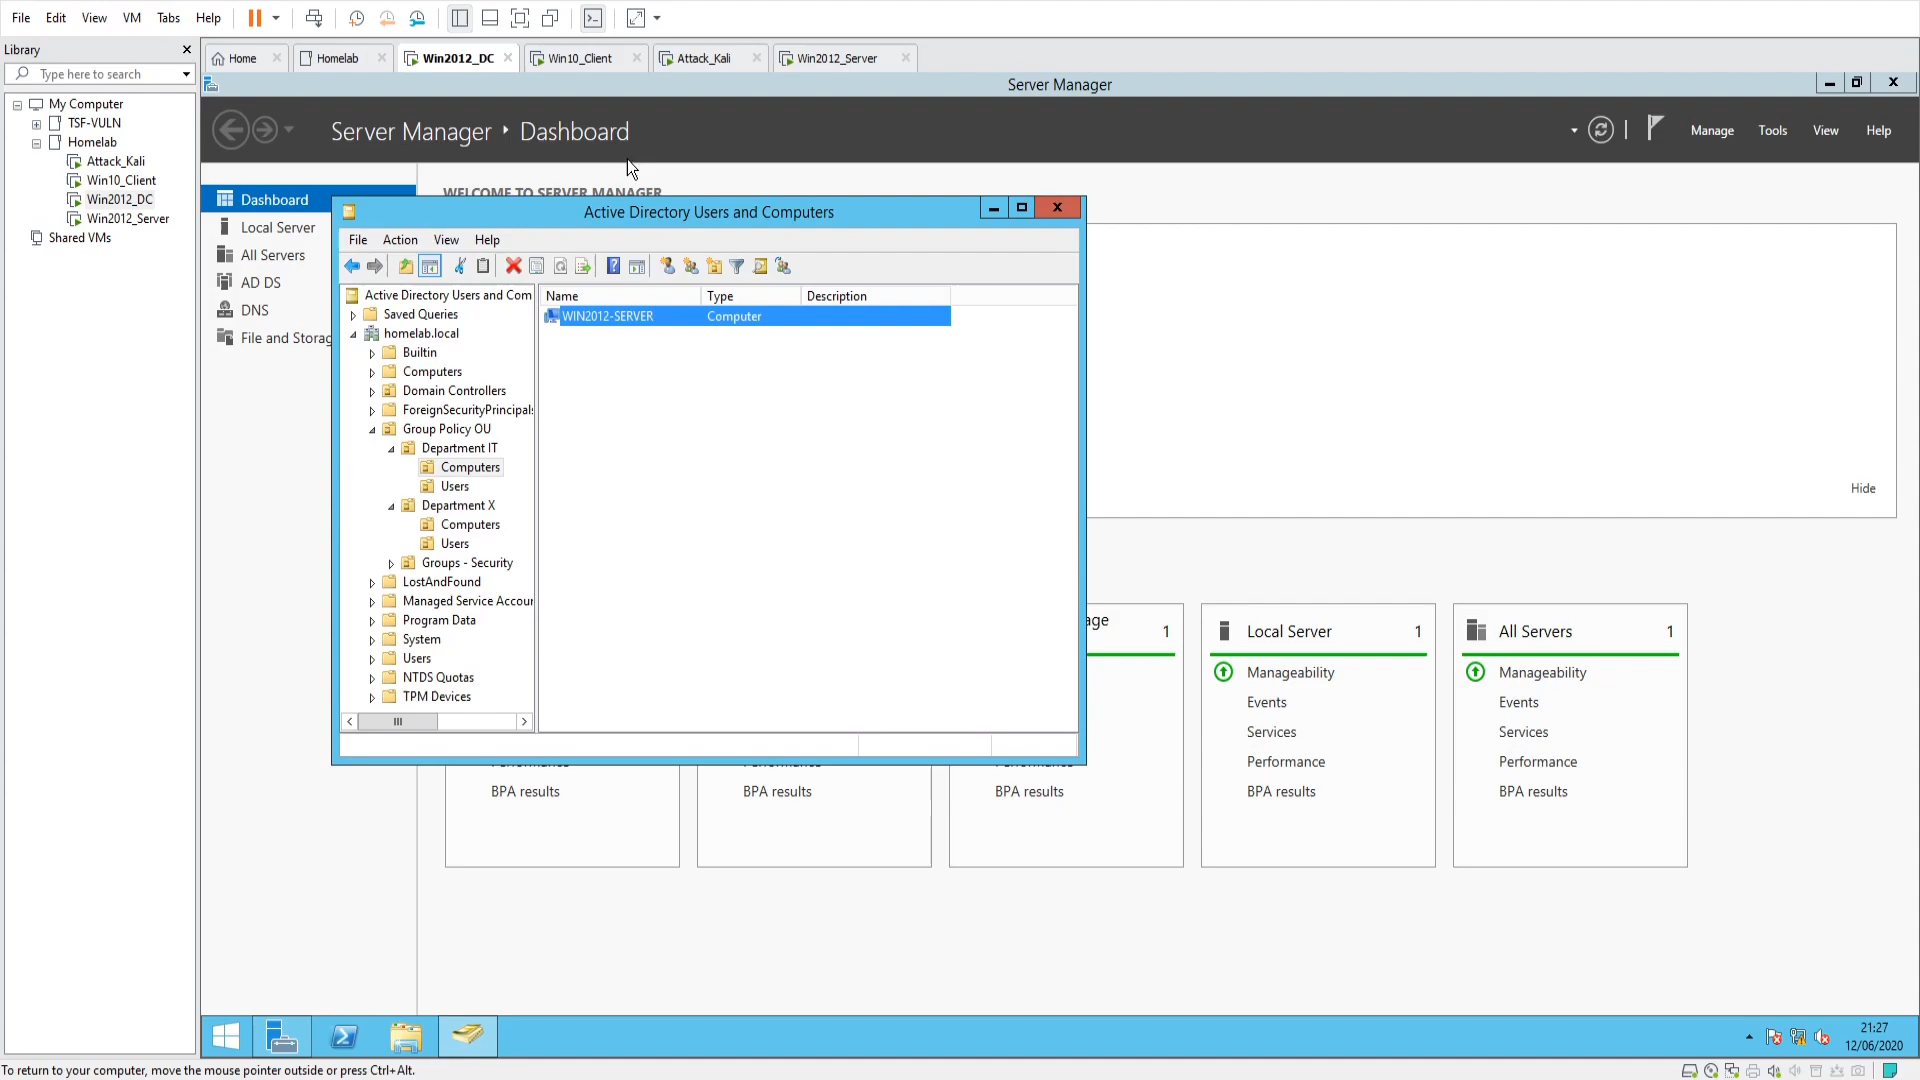 File Edit View VM Tabs Help
Library
Home Homelab Win2012_DC Win10_Client Attack_Kali Win2012_Server
Type here to search
Server Manager
My Computer
TSF-VULN
Homelab
Attack_Kali
Win10_Client
Win2012_DC
Win2012_Server
Shared VMs
Server Manager Dashboard
Manage Tools View Help
WELCOME TO SERVER MANAGER
Dashboard
Local Server
All Servers
AD DS
DNS
File and Storag
Active Directory Users and Computers
File Action View Help
Active Directory Users and Com
Saved Queries
homelab.local
Builtin
Computers
Domain Controllers
ForeignSecurityPrincipals
Group Policy OU
Department IT
Computers
Users
Department X
Computers
Users
Groups - Security
LostAndFound
Managed Service Accour
Program Data
System
Users
NTDS Quotas
TPM Devices
Name Type Description
WIN2012-SERVER Computer
Hide
age 1
Local Server 1
Manageability
Events
Services
Performance
BPA results
All Servers 1
Manageability
Events
Services
Performance
BPA results
Performance
BPA results
Performance
BPA results
Performance
BPA results
21:27
12/06/2020
To return to your computer, move the mouse pointer outside or press Ctrl+Alt.